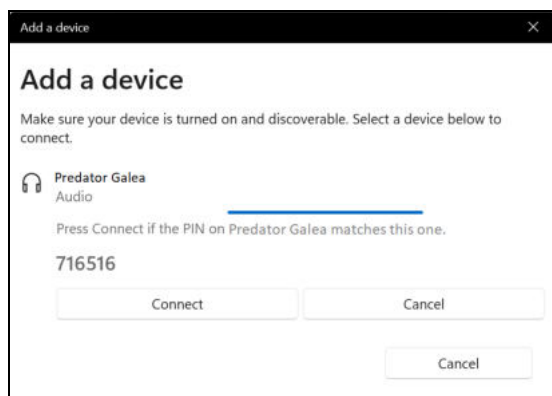 Add a device
Add a device
Make sure your device is turned on and discoverable. Select a device below to
connect.
Predator Galea
Audio
Press Connect if the PIN on Predator Galea matches this one.
716516
Connect Cancel
Cancel